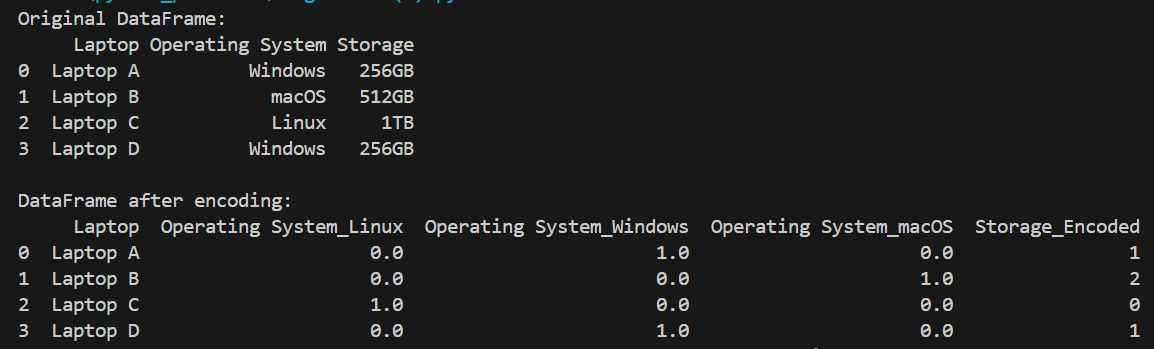 Original DataFrame:
Laptop Operating System Storage
0 Laptop A Windows 256GB
1 Laptop B macOS 512GB
2 Laptop C Linux 1TB
3 Laptop D Windows 256GB
DataFrame after encoding:
Laptop Operating System_Linux Operating System_Windows Operating System_macOS Storage_Encoded
0 Laptop A 0.0 1.0 0.0 1
1 Laptop B 0.0 0.0 1.0 2
2 Laptop C 1.0 0.0 0.0 0
3 Laptop D 0.0 1.0 0.0 1